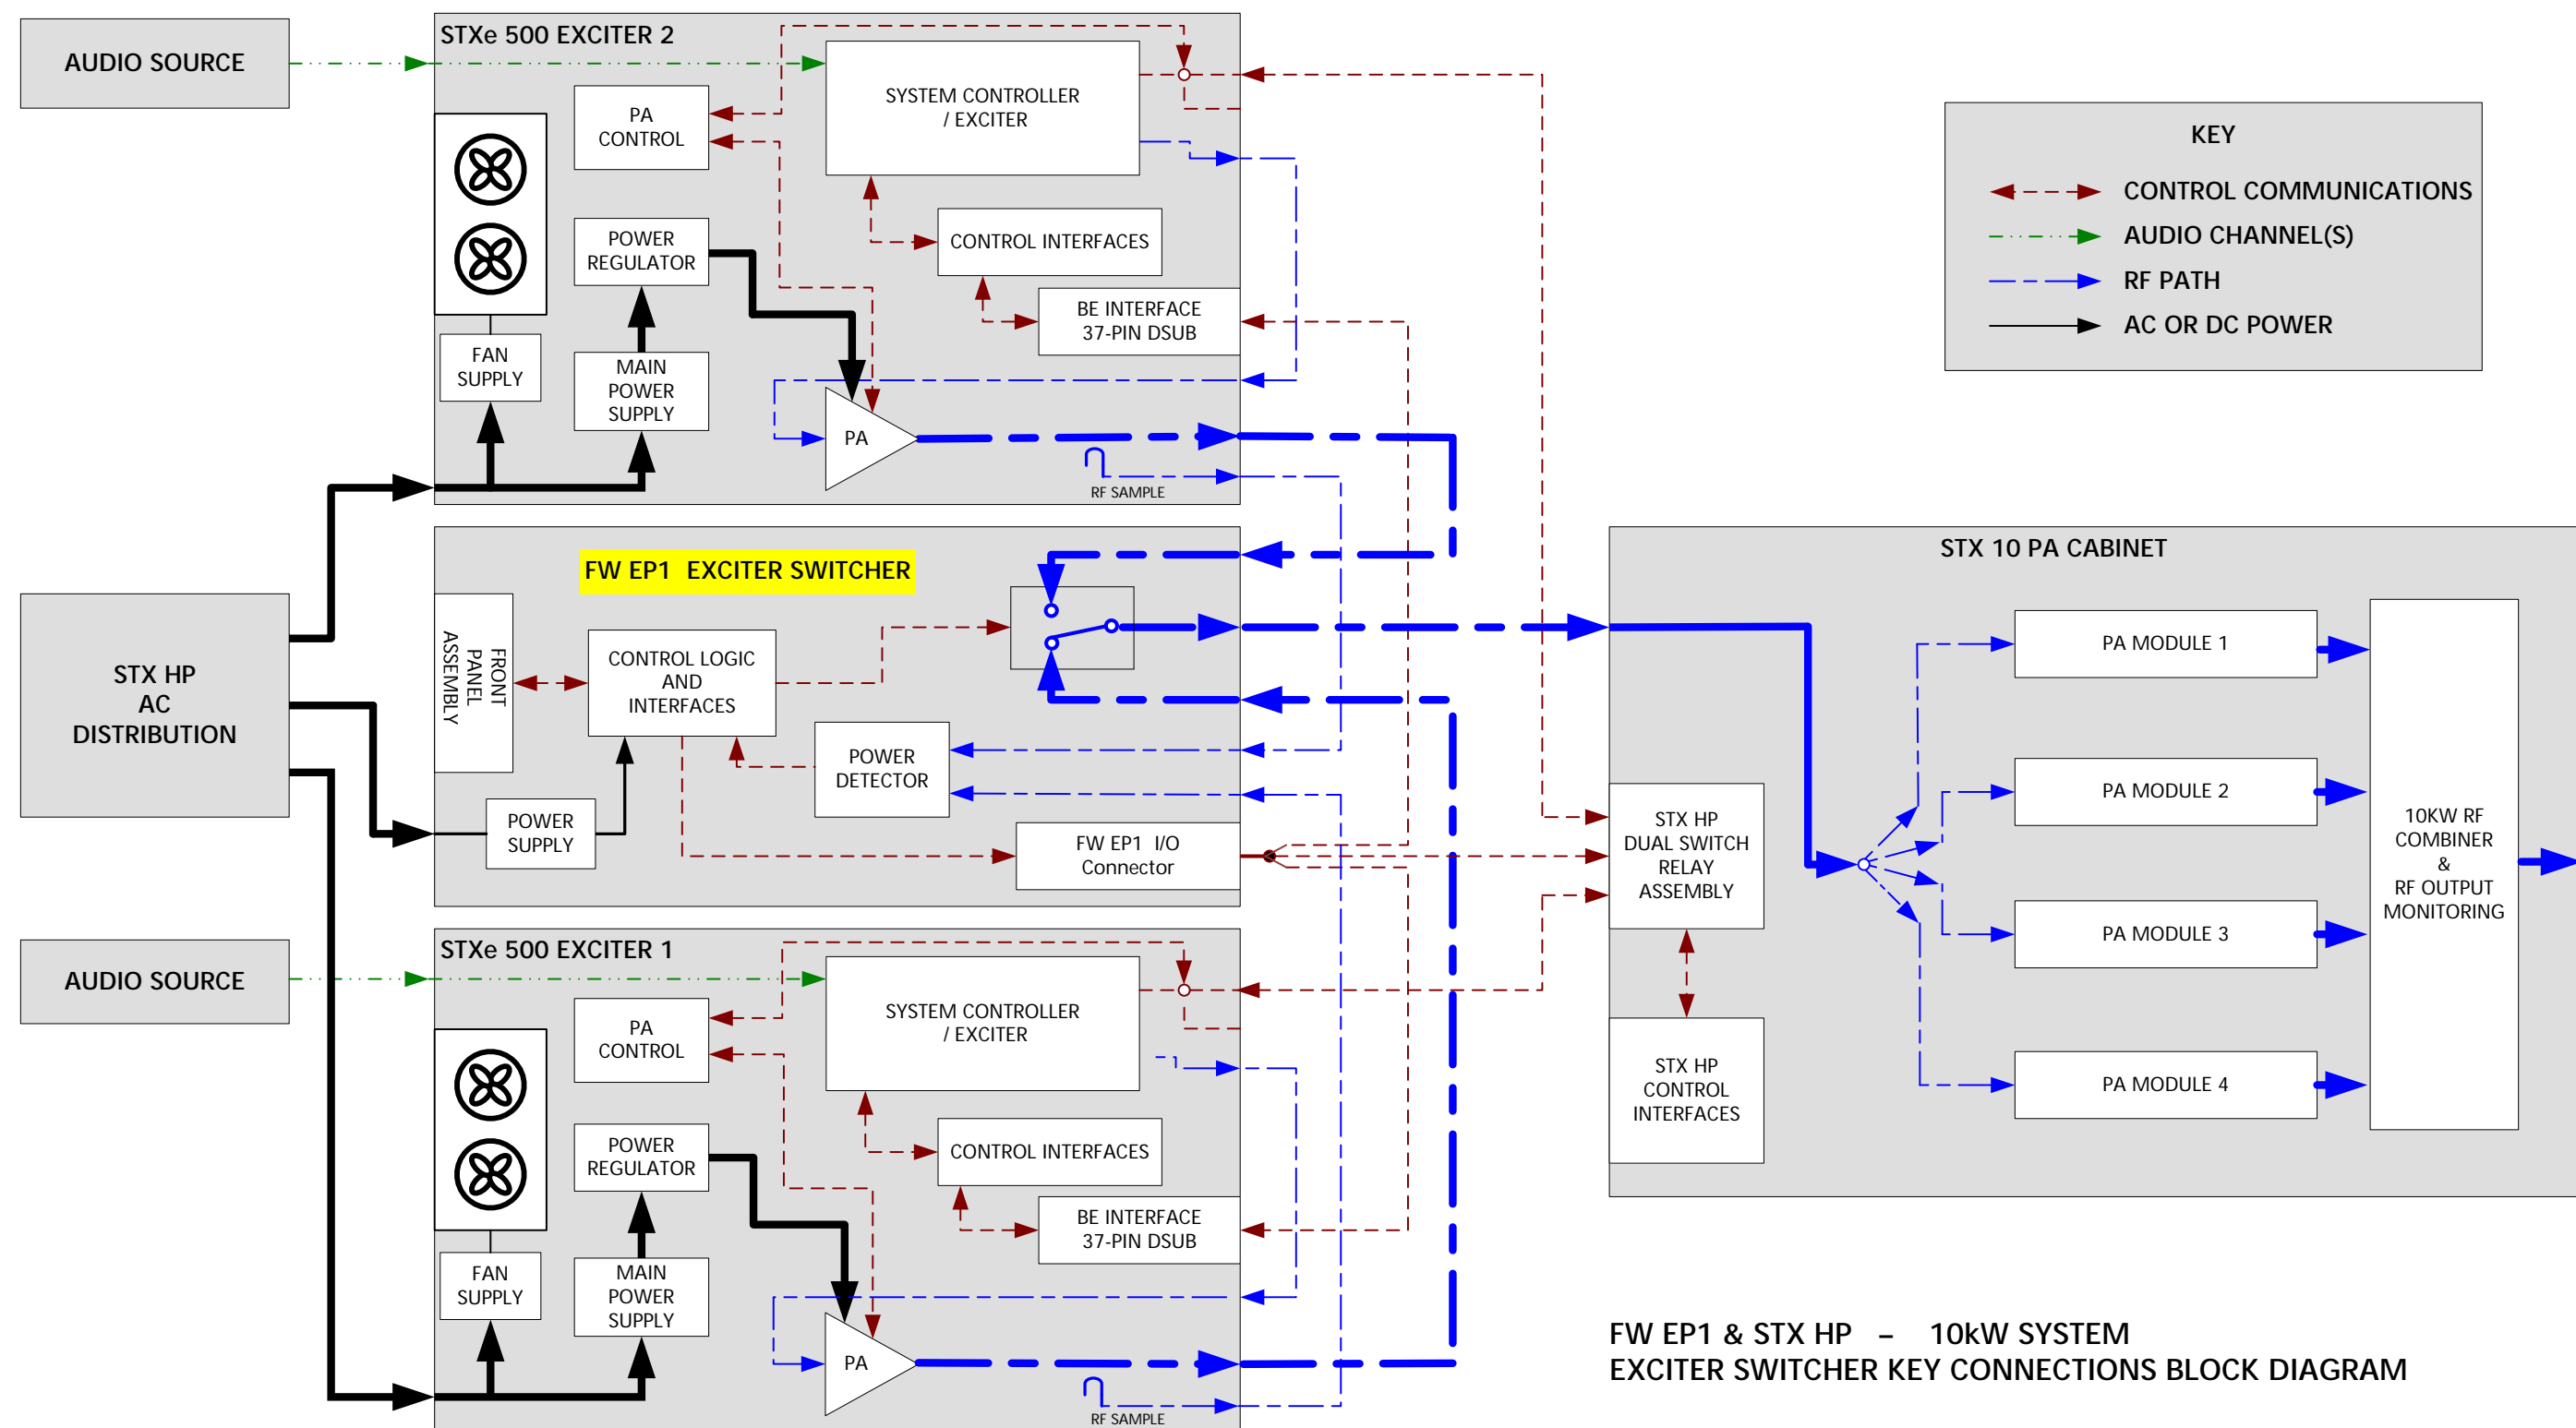 STXe 500 EXCITER 2
AUDIO SOURCE
SYSTEM CONTROLLER
/ EXCITER
PA
CONTROL
POWER
REGULATOR
CONTROL INTERFACES
BE INTERFACE
37-PIN DSUB
FAN
SUPPLY
MAIN
POWER
SUPPLY
PA
RF SAMPLE
KEY
CONTROL COMMUNICATIONS
AUDIO CHANNEL(S)
RF PATH
AC OR DC POWER
FW EP1  EXCITER SWITCHER
STX HP
AC
DISTRIBUTION
FRONT
PANEL
ASSEMBLY
CONTROL LOGIC
AND
INTERFACES
POWER
DETECTOR
POWER
SUPPLY
FW EP1  I/O
Connector
STX 10 PA CABINET
PA MODULE 1
PA MODULE 2
PA MODULE 3
PA MODULE 4
STX HP
DUAL SWITCH
RELAY
ASSEMBLY
STX HP
CONTROL
INTERFACES
10KW RF
COMBINER
&
RF OUTPUT
MONITORING
STXe 500 EXCITER 1
AUDIO SOURCE
SYSTEM CONTROLLER
/ EXCITER
PA
CONTROL
POWER
REGULATOR
CONTROL INTERFACES
BE INTERFACE
37-PIN DSUB
FAN
SUPPLY
MAIN
POWER
SUPPLY
PA
RF SAMPLE
FW EP1 & STX HP  –  10kW SYSTEM
EXCITER SWITCHER KEY CONNECTIONS BLOCK DIAGRAM